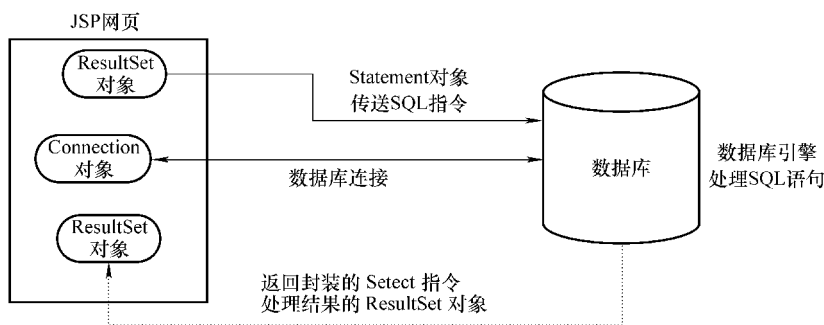 JSP网页
ResultSet
对象
Statement对象
传送SQL指令
Connection
对象
数据库连接
数据库
数据库引擎
处理SQL语句
ResultSet
对象
返回封装的 Setect 指令
处理结果的 ResultSet 对象